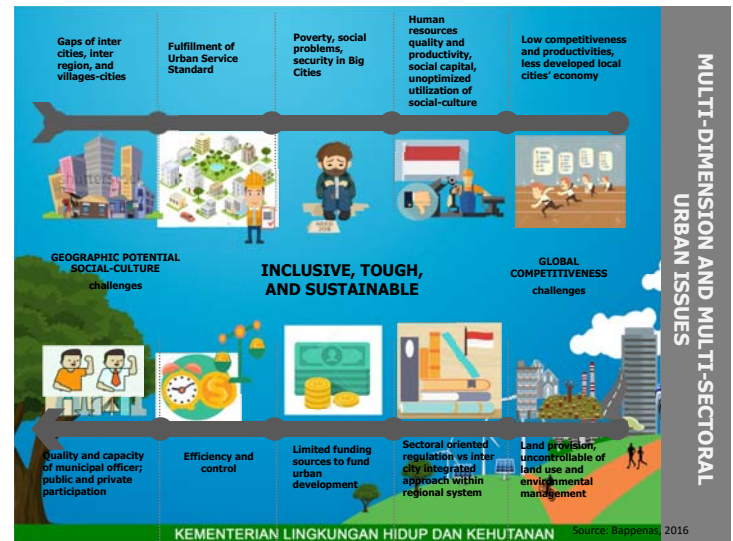 Gaps of inter
cities, inter
region, and
villages-cities
Fulfillment of
Urban Service
Standard
Poverty, social
problems,
security in Big
Cities
Human
resources
quality and
productivity,
social capital,
unoptimized
utilization of
social-culture
Low competitiveness
and productivities,
less developed local
cities' economy
NEED
JOB
GEOGRAPHIC POTENTIAL
SOCIAL-CULTURE
challenges
INCLUSIVE, TOUGH,
AND SUSTAINABLE
GLOBAL
COMPETITIVENESS
challenges
Quality and capacity
of municipal officer;
public and private
participation
Efficiency and
control
Limited funding
sources to fund
urban
development
Sectoral oriented
regulation vs inter
city integrated
approach within
regional system
Land provision,
uncontrollable of
land use and
environmental
management
KEMENTERIAN LINGKUNGAN HIDUP DAN KEHUTANAN
Source: Bappenas, 2016
MULTI-DIMENSION AND MULTI-SECTORAL
URBAN ISSUES